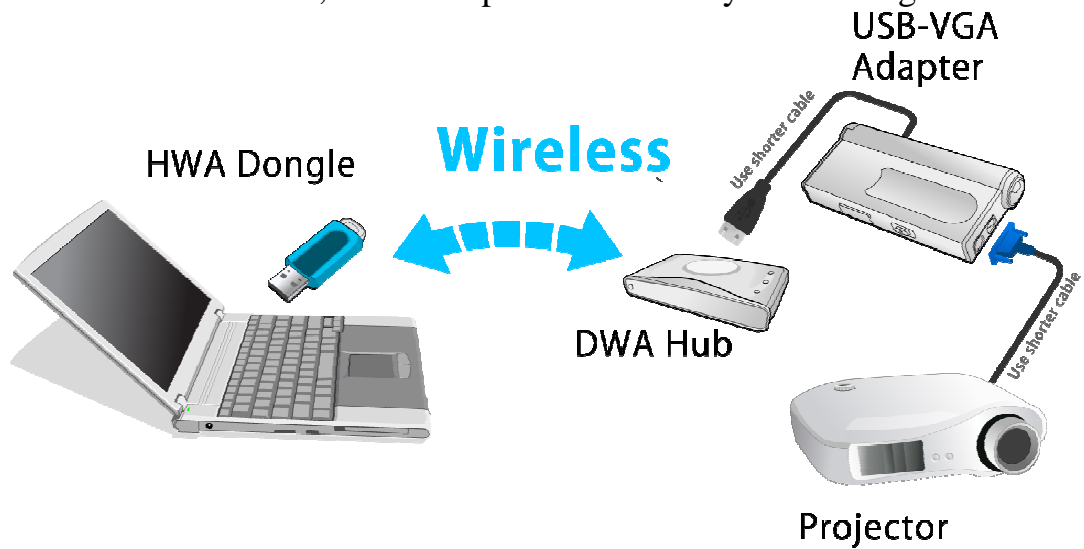 USB-VGA
Adapter
Use shorter cable
Wireless
HWA Dongle
DWA Hub
Use shorter cable
Projector